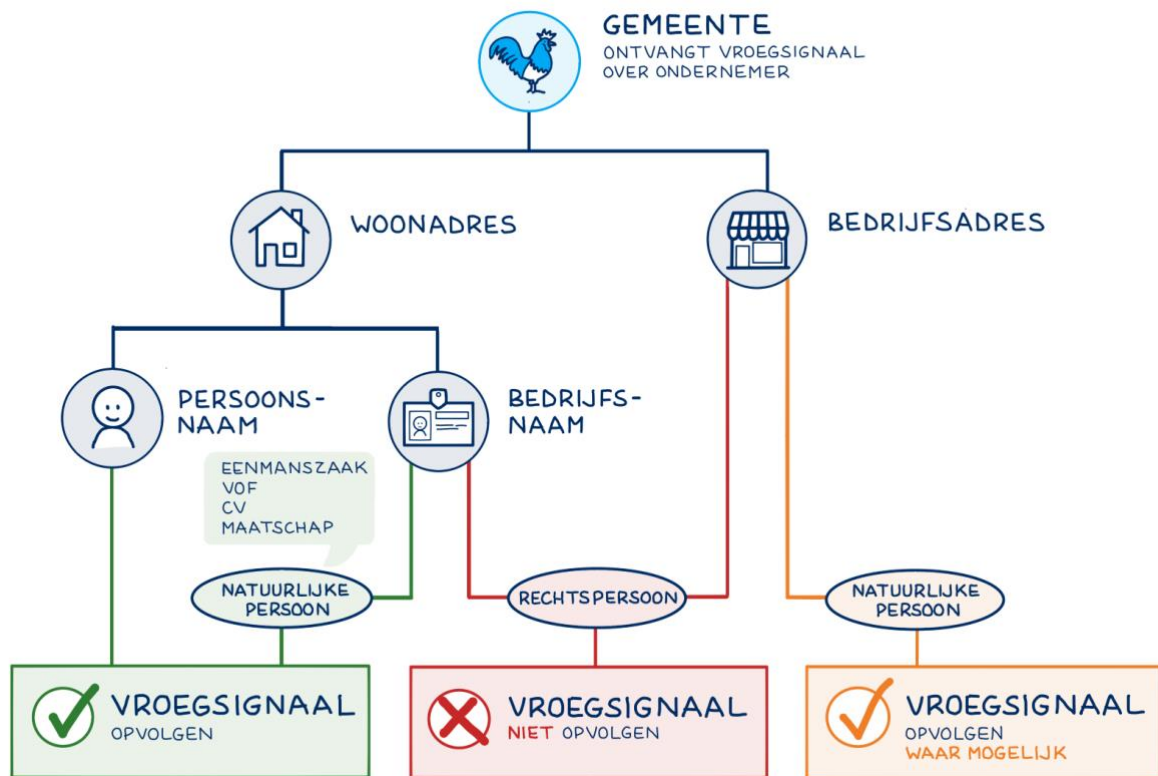 GEMEENTE
ONTVANGT VROEGSIGNAAL
OVER ONDERNEMER
WOONADRES
BEDRIJFSADRES
PERSOONS-
NAAM
BEDRIJFS-
NAAM
EENMANSZAAK
VOF
CV
MAATSCHAP
NATUURLIJKE
PERSOON
RECHTSPERSOON
NATUURLIJKE
PERSOON
VROEGSIGNAAL
OPVOLGEN
VROEGSIGNAAL
NIET OPVOLGEN
VROEGSIGNAAL
OPVOLGEN
WAAR MOGELIJK